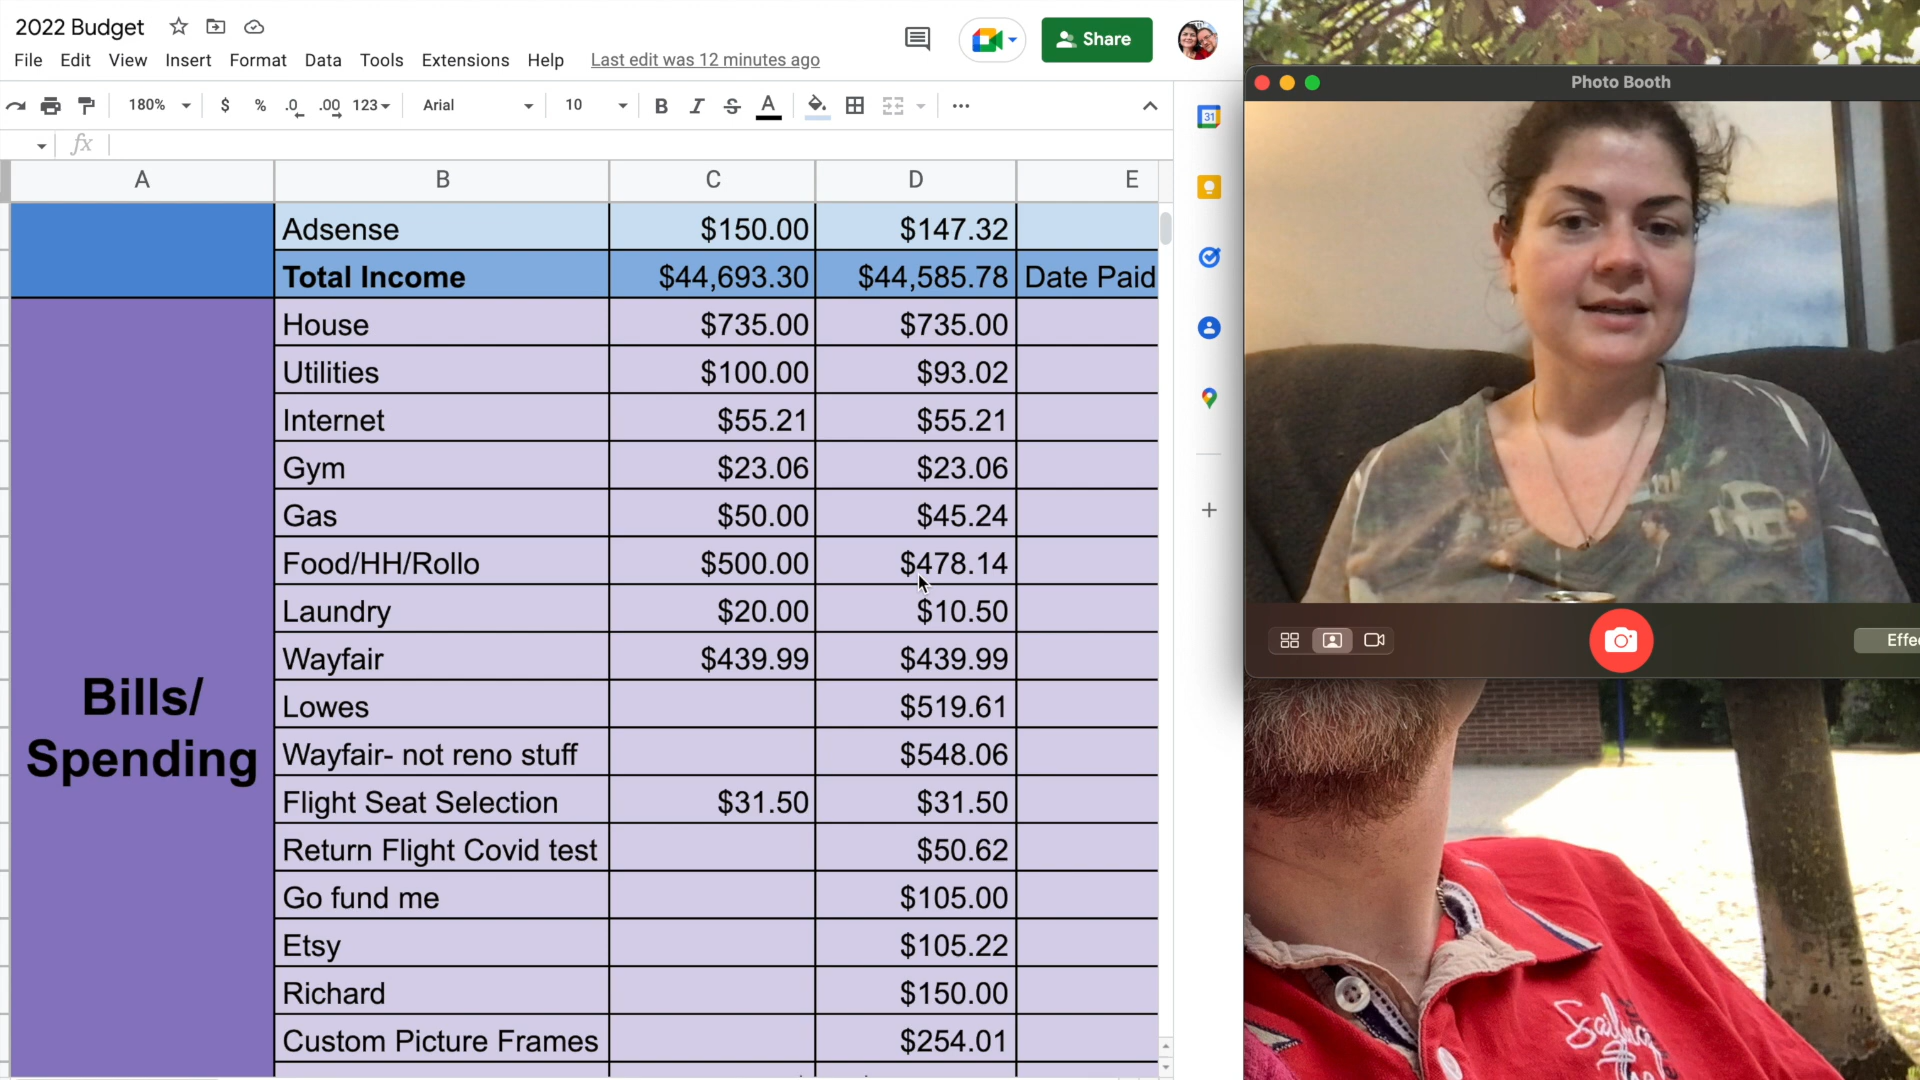 2022 Budget
File Edit View Insert Format Data Tools Extensions Help Last edit was 12 minutes ago
Share
180% $ % .0 .00 123 Arial 10 B I S A
fx
31
A B C D E
Adsense $150.00 $147.32
Total Income $44,693.30 $44,585.78 Date Paid
House $735.00 $735.00
Utilities $100.00 $93.02
Internet $55.21 $55.21
Gym $23.06 $23.06
Gas $50.00 $45.24
Food/HH/Rollo $500.00 $478.14
Laundry $20.00 $10.50
Wayfair $439.99 $439.99
Bills/
Spending
Lowes $519.61
Wayfair- not reno stuff $548.06
Flight Seat Selection $31.50 $31.50
Return Flight Covid test $50.62
Go fund me $105.00
Etsy $105.22
Richard $150.00
Custom Picture Frames $254.01
Photo Booth
Effe